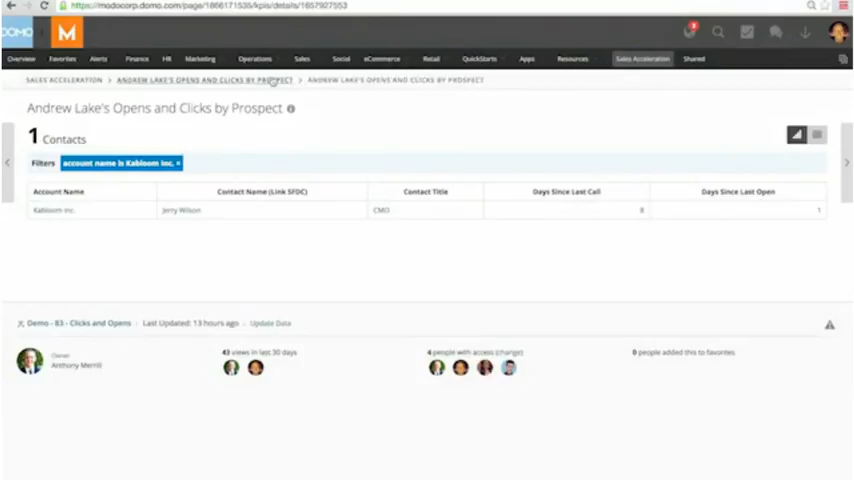 https://modocorp.domo.com/page/1866171535/kpis/details/1657927553
DOMO
M
8
Overview Favorites Alerts Finance HR Marketing Operations Sales Social eCommerce Retail QuickStarts Apps Resources Sales Acceleration Shared
SALES ACCELERATION > ANDREW LAKE'S OPENS AND CLICKS BY PROSPECT > ANDREW LAKE'S OPENS AND CLICKS BY PROSPECT
Andrew Lake's Opens and Clicks by Prospect
1 Contacts
Filters account name is Kabloom Inc. ×
Account Name Contact Name (Link SFDC) Contact Title Days Since Last Call Days Since Last Open
Kabloom Inc. Jerry Wilson CMO 8 1
Demo - B3 - Clicks and Opens | Last Updated: 13 hours ago - Update Data
Owner
Anthony Merrill
43 views in last 30 days
4 people with access (change)
0 people added this to favorites